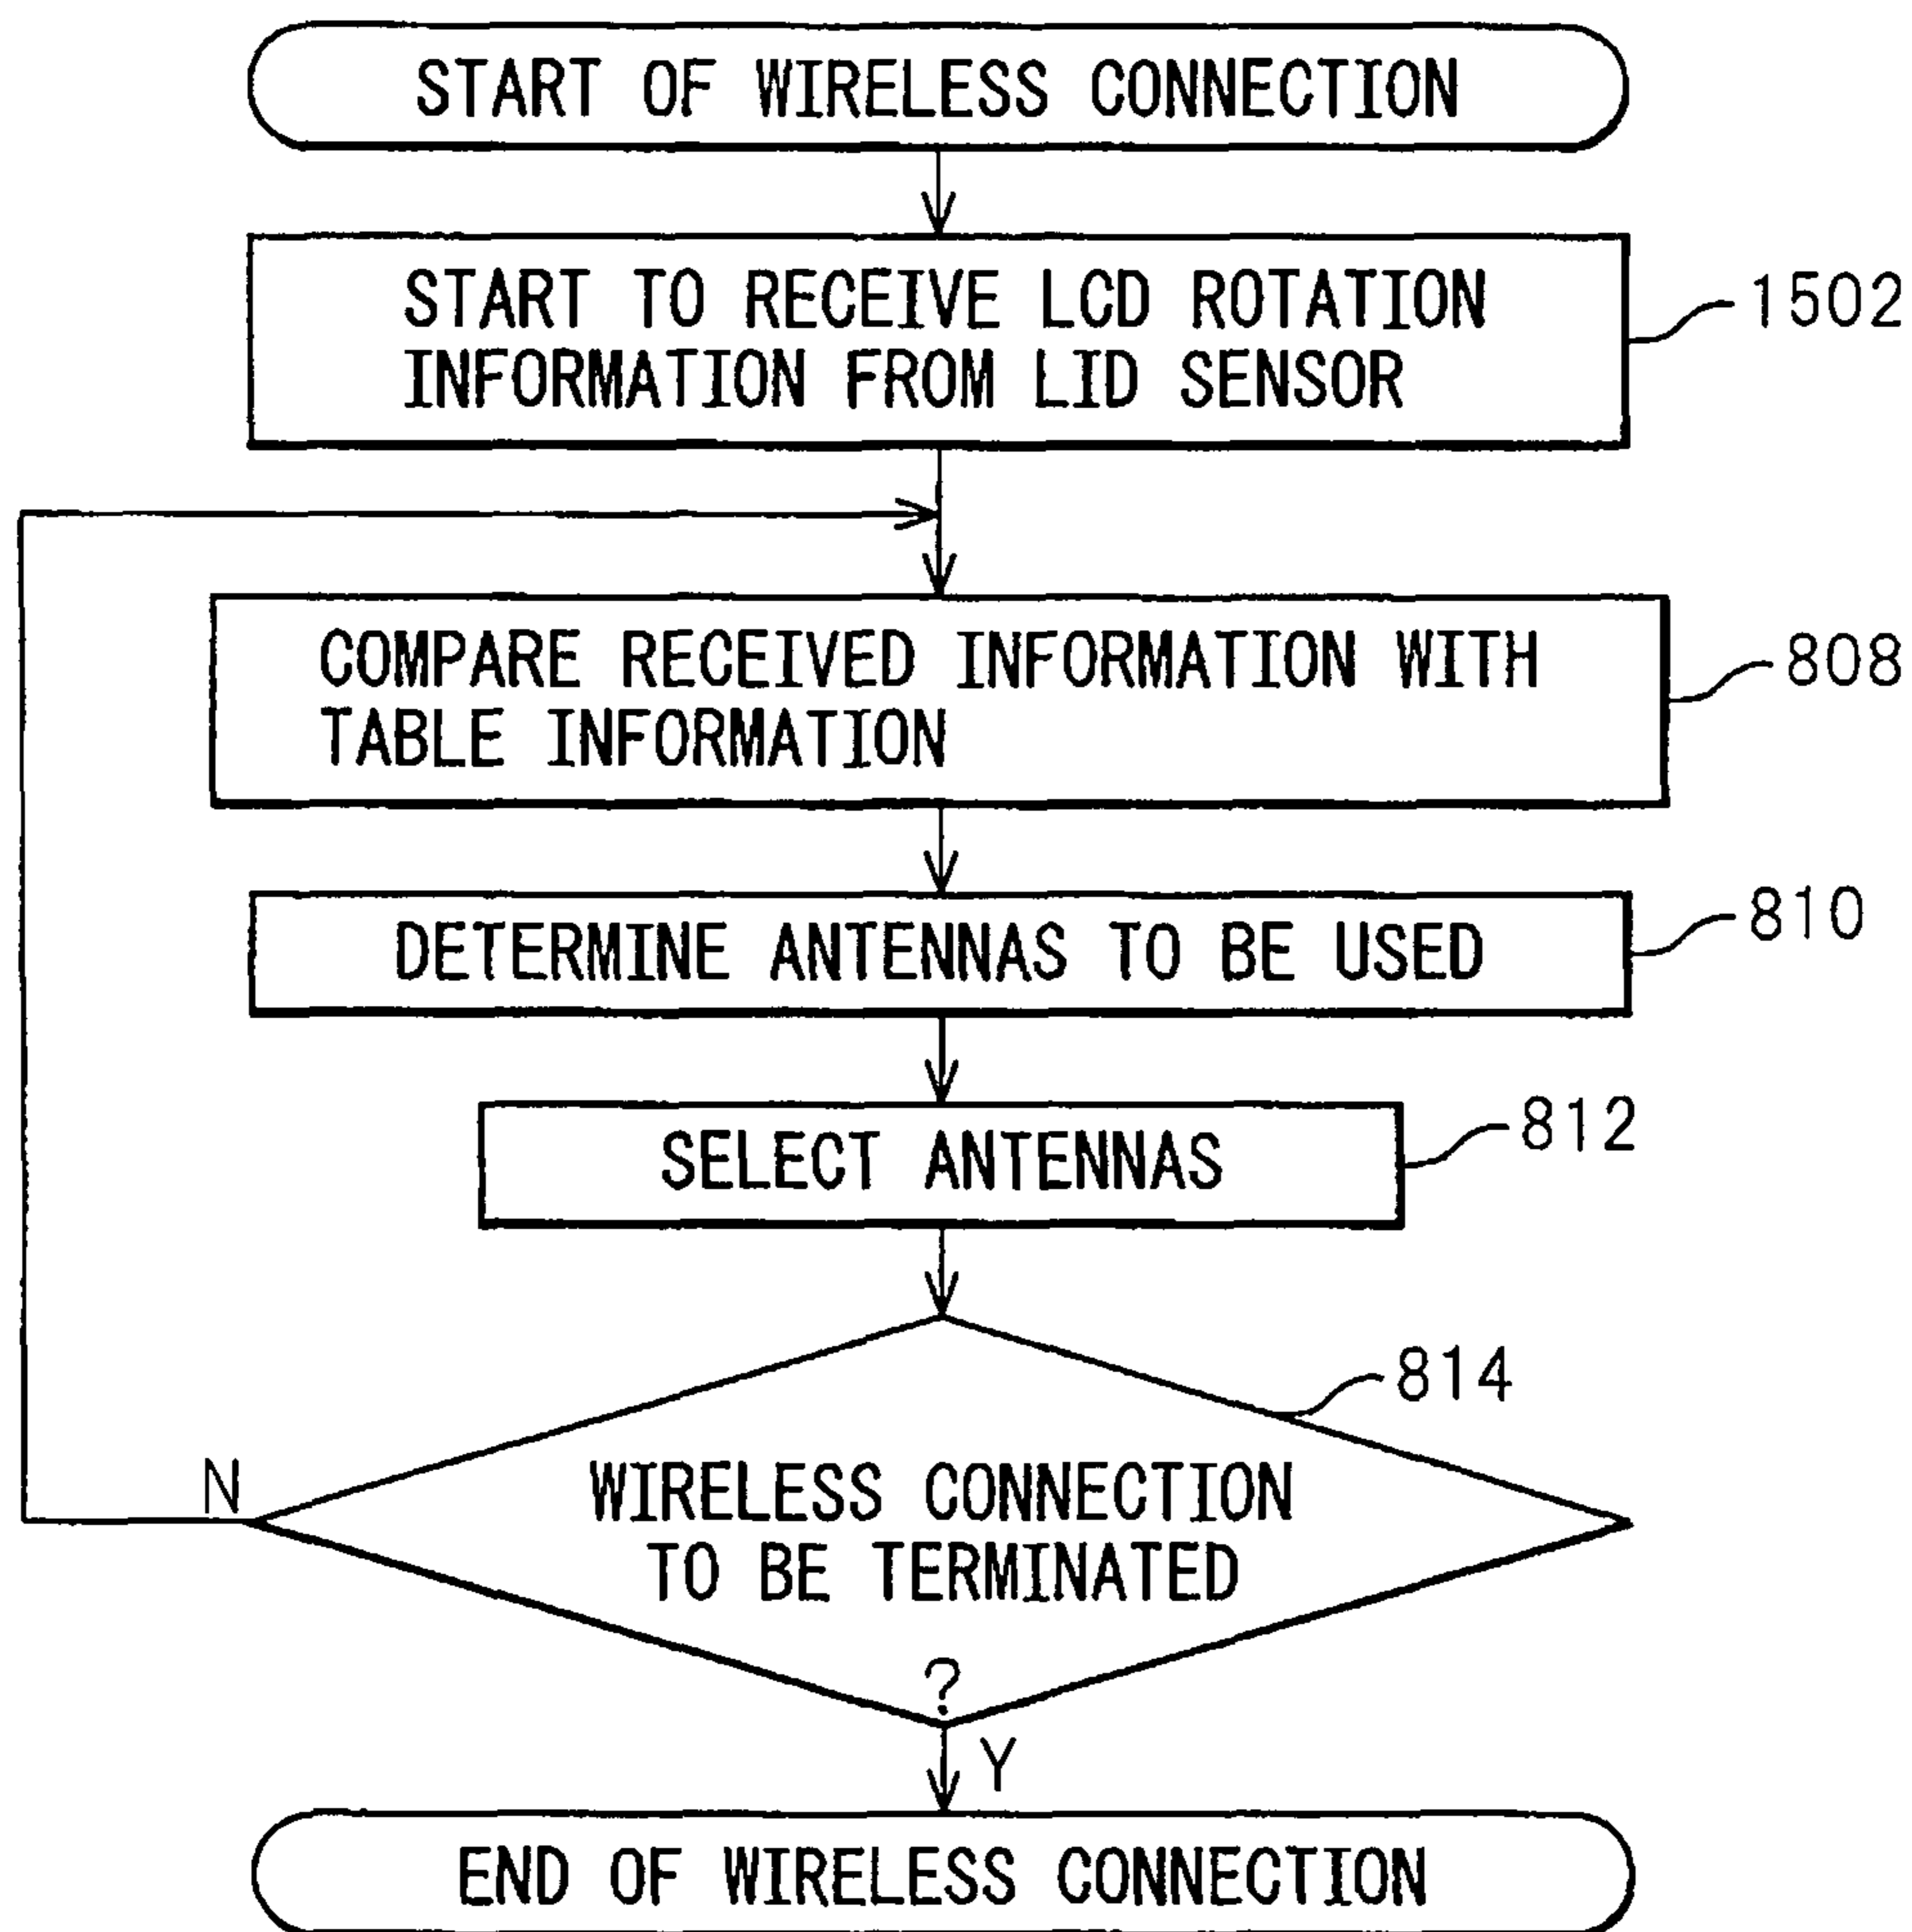 START OF WIRELESS CONNECTION
START TO RECEIVE LCD ROTATION
INFORMATION FROM LID SENSOR
1502
COMPARE RECEIVED INFORMATION WITH
TABLE INFORMATION
808
DETERMINE ANTENNAS TO BE USED
810
SELECT ANTENNAS
812
814
N
WIRELESS CONNECTION
TO BE TERMINATED
?
Y
END OF WIRELESS CONNECTION